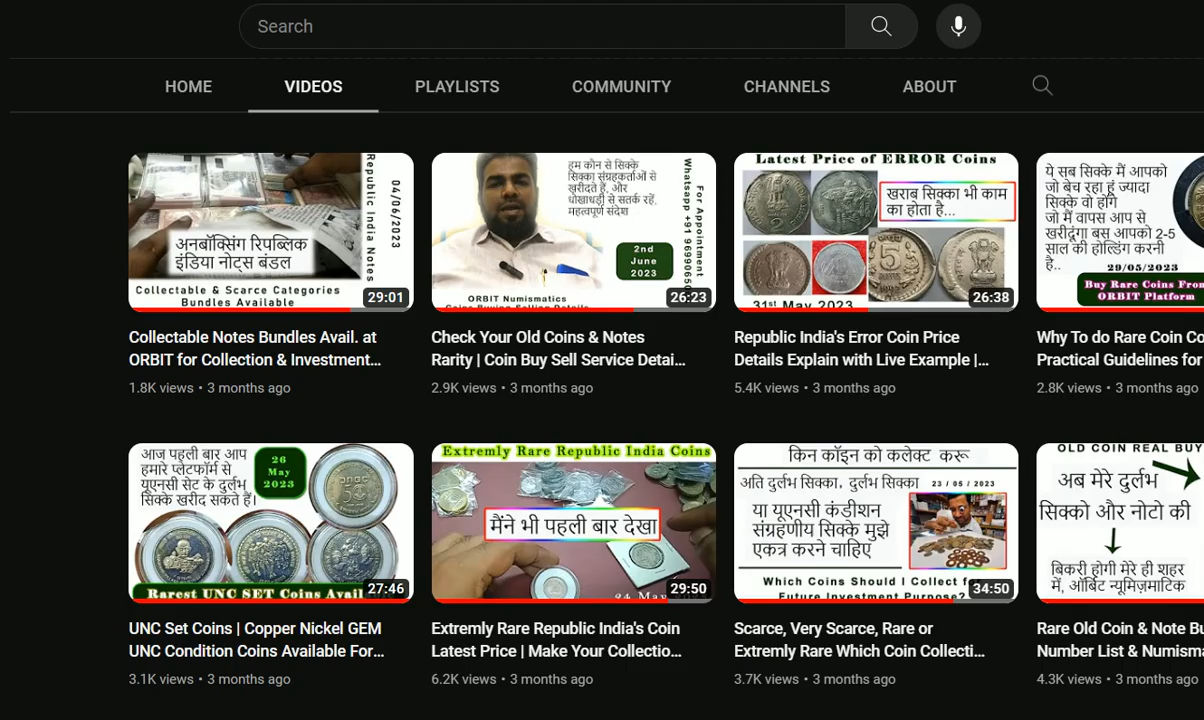 Search
HOME
VIDEOS
PLAYLISTS
COMMUNITY
CHANNELS
ABOUT
अनबॉक्सिंग रिपब्लिक
इंडिया नोट्स बंडल
Republic India Notes
04/06/2023
Collectable & Scarce Categories
Bundles Available
29:01
हम कौन से सिक्के
सिक्का संग्रहकर्ताओं से
खरीदते हैं, और
धोखाधड़ी से सतर्क रहें,
महत्वपूर्ण संदेश
Whatsapp +91 96990650
For Appointment
2nd
June
2023
ORBIT Numismatics
Coins Buying Selling Details
26:23
Latest Price of ERROR Coins
खराब सिक्का भी काम
का होता है...
31st May 2023
26:38
ये सब सिक्के मैं आपको
जो बेच रहा हूं ज्यादा
सिक्के वो होंगे
जो मैं वापस आप से
खरीदूंगा बस आपको 2-5
साल की होल्डिंग करनी
है..
29/05/2023
Buy Rare Coins From
ORBIT Platform
Collectable Notes Bundles Avail. at
ORBIT for Collection & Investment...
1.8K views • 3 months ago
Check Your Old Coins & Notes
Rarity | Coin Buy Sell Service Detai...
2.9K views • 3 months ago
Republic India's Error Coin Price
Details Explain with Live Example |...
5.4K views • 3 months ago
Why To do Rare Coin Co
Practical Guidelines for
2.8K views • 3 months ago
आज पहली बार आप
हमारे प्लेटफॉर्म से
यूएनसी सेट के दुर्लभ
सिक्के खरीद सकते हैं।
26
May
2023
Rarest UNC SET Coins Avail
27:46
Extremly Rare Republic India Coins
मैंने भी पहली बार देखा
24 May
29:50
किन कॉइन को कलेक्ट करू
अति दुर्लभ सिक्का, दुर्लभ सिक्का
23 / 05 / 2023
या यूएनसी कंडीशन
संग्रहणीय सिक्के मुझे
एकत्र करने चाहिए
Which Coins Should I Collect f
Future Investment Purpose?
34:50
OLD COIN REAL BUY
अब मेरे दुर्लभ
सिक्को और नोटो की
बिकरी होगी मेरे ही शहर
में, ऑर्बिट न्यूमिज़माटिक
UNC Set Coins | Copper Nickel GEM
UNC Condition Coins Available For...
3.1K views • 3 months ago
Extremly Rare Republic India's Coin
Latest Price | Make Your Collectio...
6.2K views • 3 months ago
Scarce, Very Scarce, Rare or
Extremly Rare Which Coin Collecti...
3.7K views • 3 months ago
Rare Old Coin & Note Bu
Number List & Numisma
4.3K views • 3 months ago